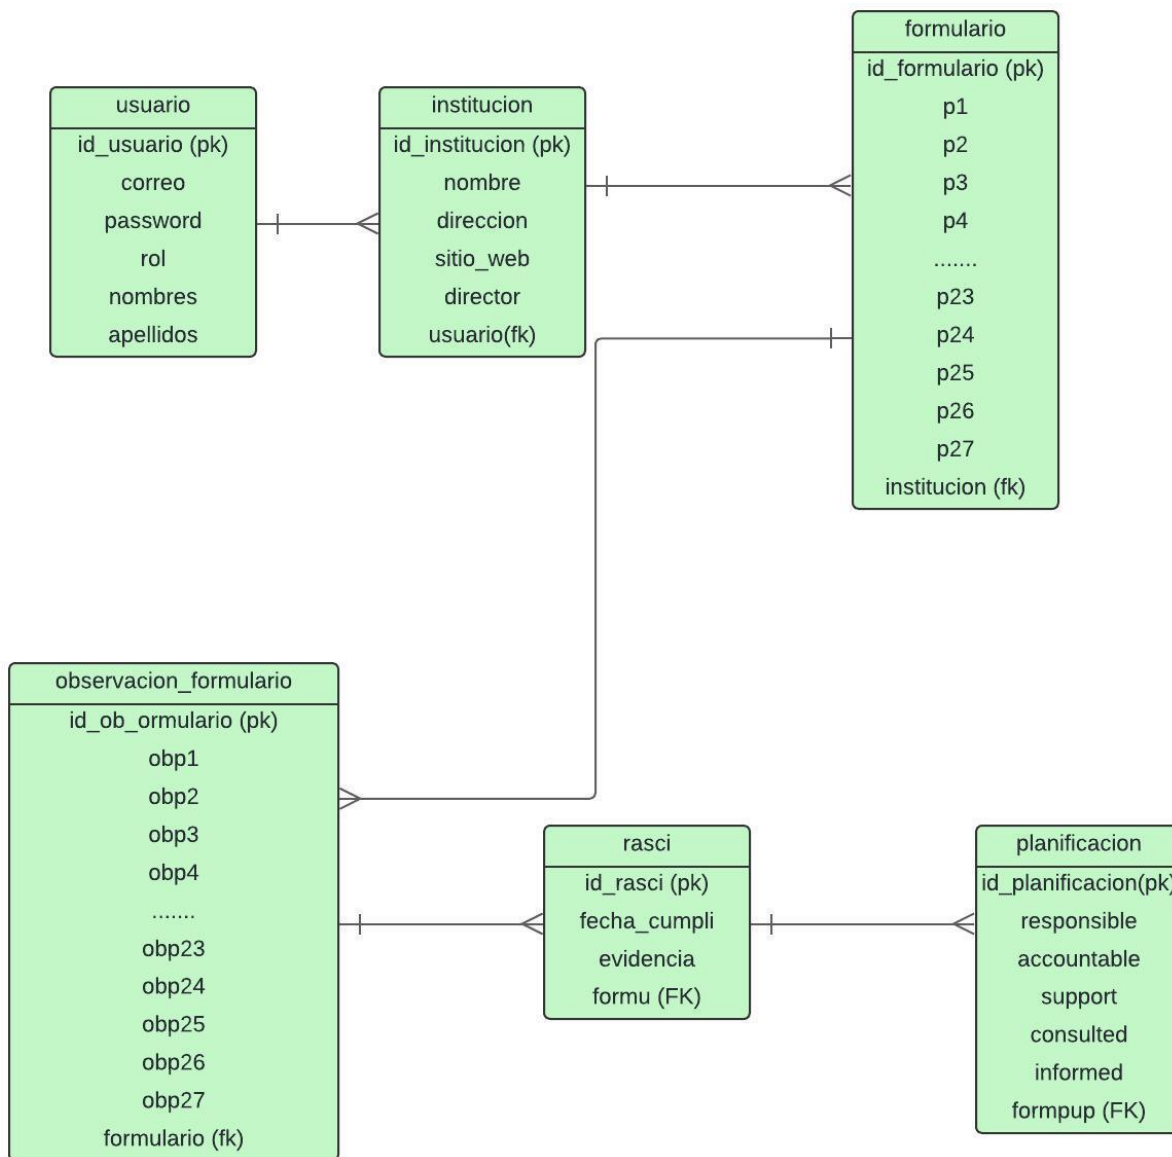 usuario
id_usuario (pk)
correo
password
rol
nombres
apellidos
institucion
id_institucion (pk)
nombre
direccion
sitio_web
director
usuario(fk)
formulario
id_formulario (pk)
p1
p2
p3
p4
.......
p23
p24
p25
p26
p27
institucion (fk)
observacion_formulario
id_ob_ormulario (pk)
obp1
obp2
obp3
obp4
.......
obp23
obp24
obp25
obp26
obp27
formulario (fk)
rasci
id_rasci (pk)
fecha_cumpli
evidencia
formu (FK)
planificacion
id_planificacion(pk)
responsible
accountable
support
consulted
informed
formpup (FK)